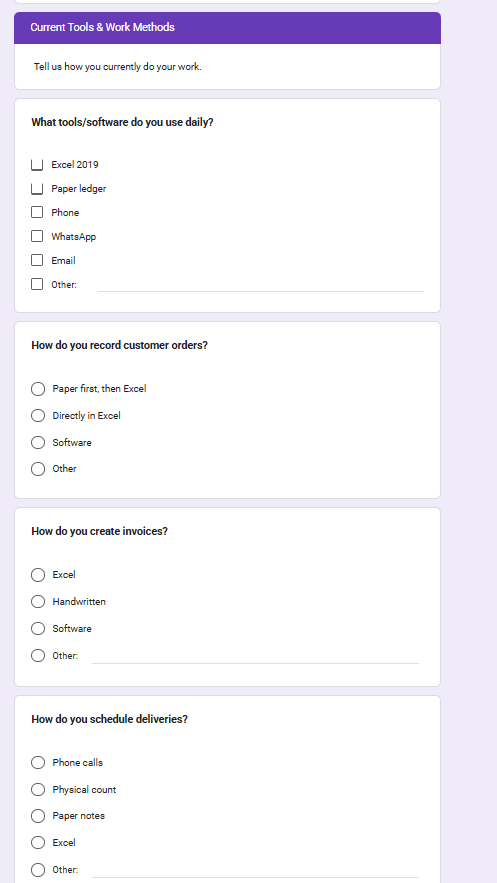 Current Tools & Work Methods
Tell us how you currently do your work.
What tools/software do you use daily?
Excel 2019
Paper ledger
Phone
WhatsApp
Email
Other:
How do you record customer orders?
Paper first, then Excel
Directly in Excel
Software
Other
How do you create invoices?
Excel
Handwritten
Software
Other:
How do you schedule deliveries?
Phone calls
Physical count
Paper notes
Excel
Other: